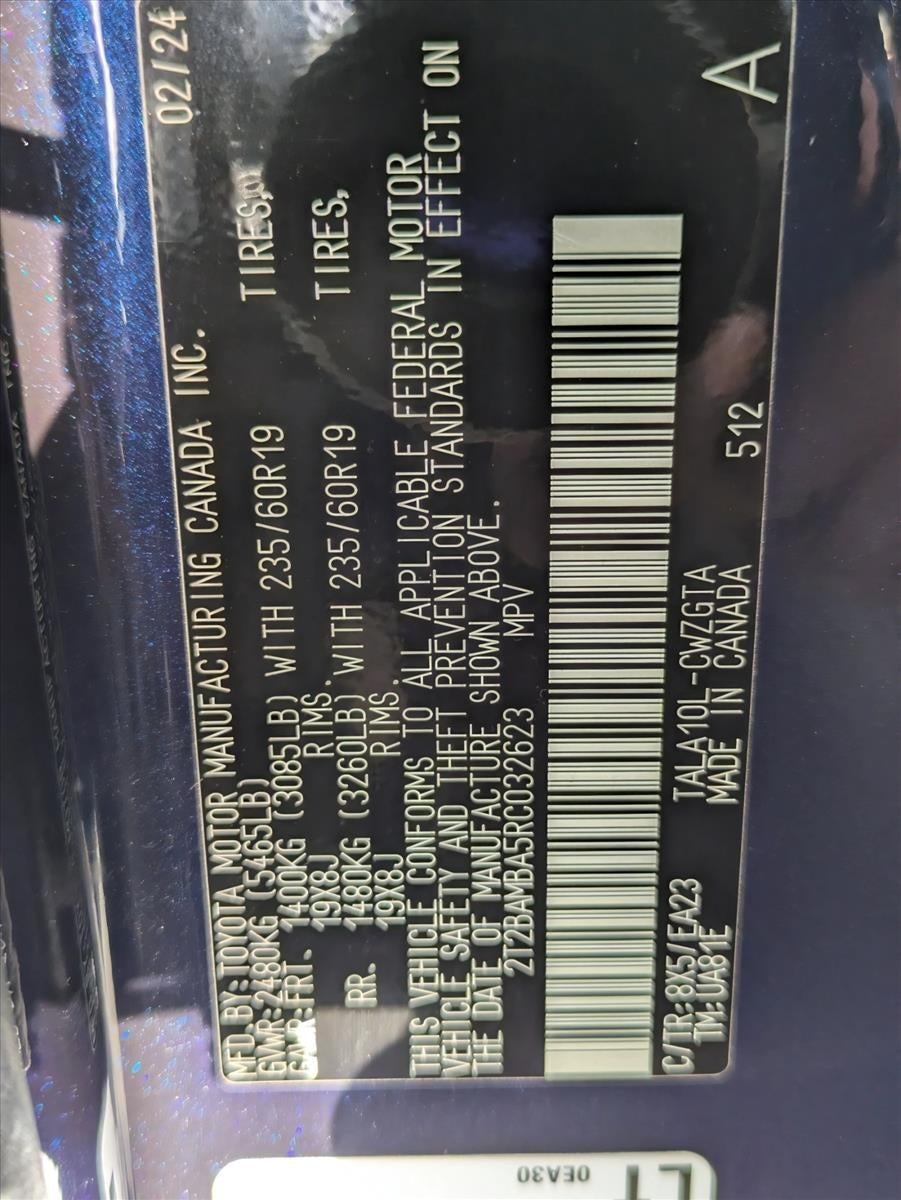 MFD.BY:TOYOTA MOTOR MANUFACTURING CANADA INC. 02/24
GVWR:2480KG (5465LB)
GAWR:FRT. 1400KG (3085LB) WITH 235/60R19 TIRES,
19X8J RIMS.
RR. 1480KG (3260LB) WITH 235/60R19 TIRES,
19X8J RIMS.
THIS VEHICLE CONFORMS TO ALL APPLICABLE FEDERAL MOTOR
VEHICLE SAFETY AND THEFT PREVENTION STANDARDS IN EFFECT ON
THE DATE OF MANUFACTURE SHOWN ABOVE.
2T2BAMBA5RC032623 MPV
A
C/TR:8X5/EA23 TALA10L-CWZGTA
TM:UA81E MADE IN CANADA 512
0EA30